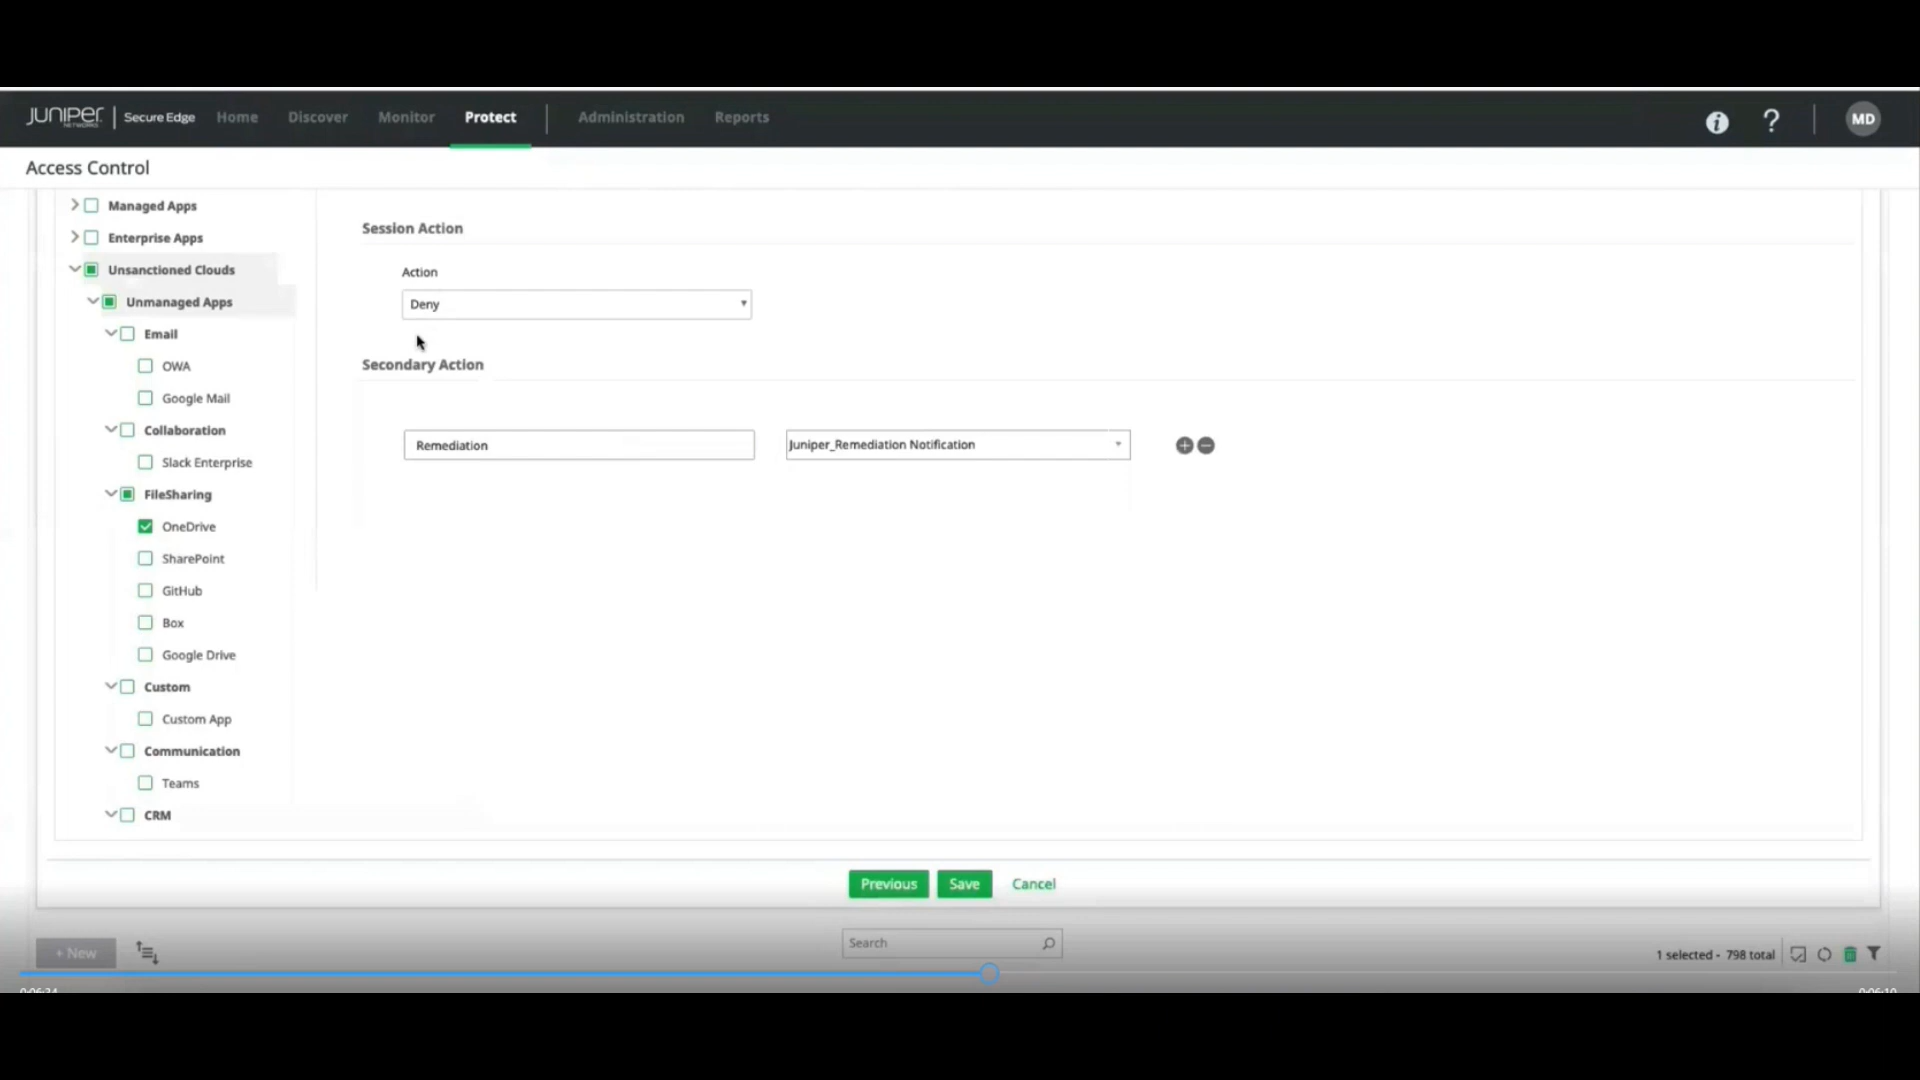 JUNIPER NETWORKS | Secure Edge Home Discover Monitor Protect Administration Reports MD
Access Control
Managed Apps
Enterprise Apps
Unsanctioned Clouds
Unmanaged Apps
Email
OWA
Google Mail
Collaboration
Slack Enterprise
FileSharing
OneDrive
SharePoint
GitHub
Box
Google Drive
Custom
Custom App
Communication
Teams
CRM
Session Action
Action
Deny
Secondary Action
Remediation Juniper_Remediation Notification
Previous Save Cancel
+ New Search 1 selected - 798 total